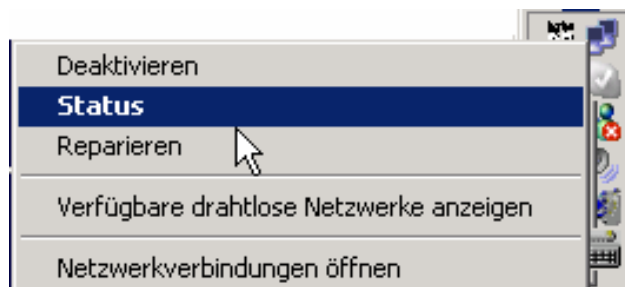 Deaktivieren
Status
Reparieren
Verfügbare drahtlose Netzwerke anzeigen
Netzwerkverbindungen öffnen